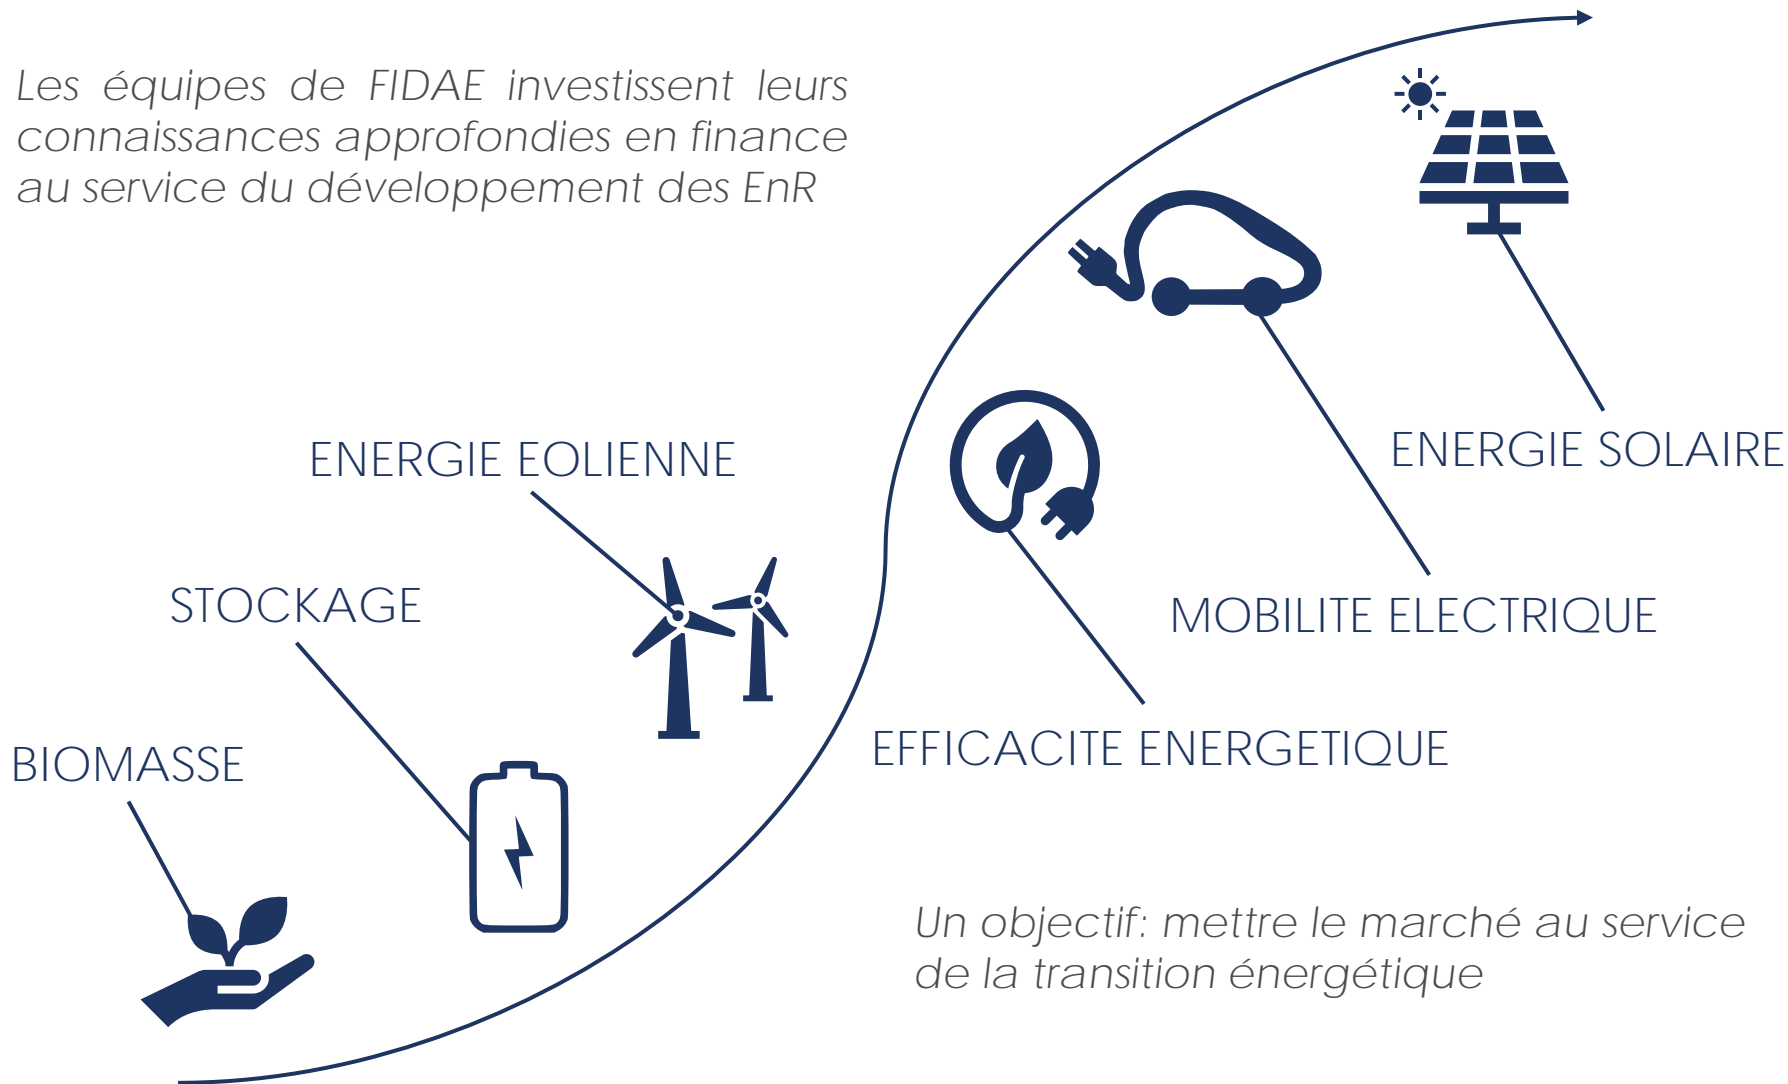 Les équipes de FIDAE investissent leurs
connaissances approfondies en finance
au service du développement des EnR
ENERGIE EOLIENNE
ENERGIE SOLAIRE
STOCKAGE
MOBILITE ELECTRIQUE
BIOMASSE
EFFICACITE ENERGETIQUE
Un objectif: mettre le marché au service
de la transition énergétique